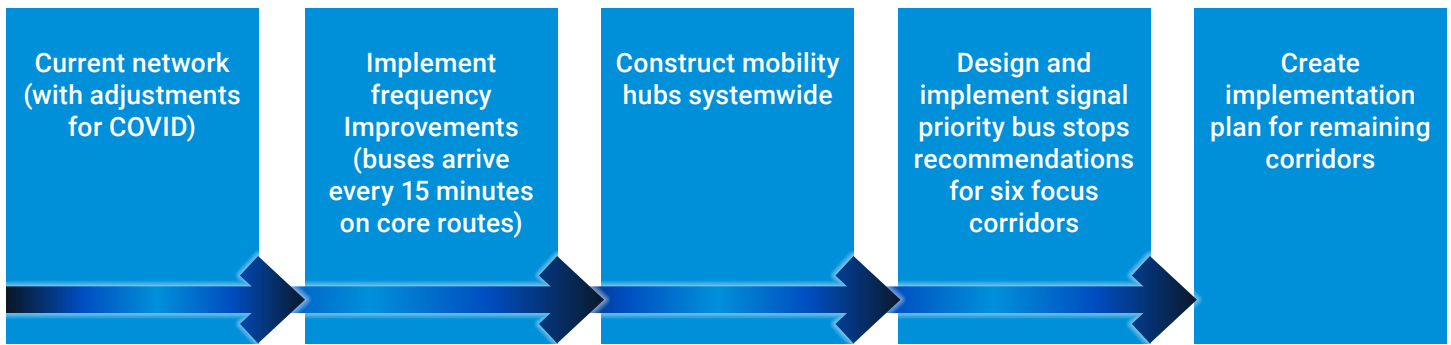 Current network
(with adjustments
for COVID)
Implement
frequency
Improvements
(buses arrive
every 15 minutes
on core routes)
Construct mobility
hubs systemwide
Design and
implement signal
priority bus stops
recommendations
for six focus
corridors
Create
implementation
plan for remaining
corridors